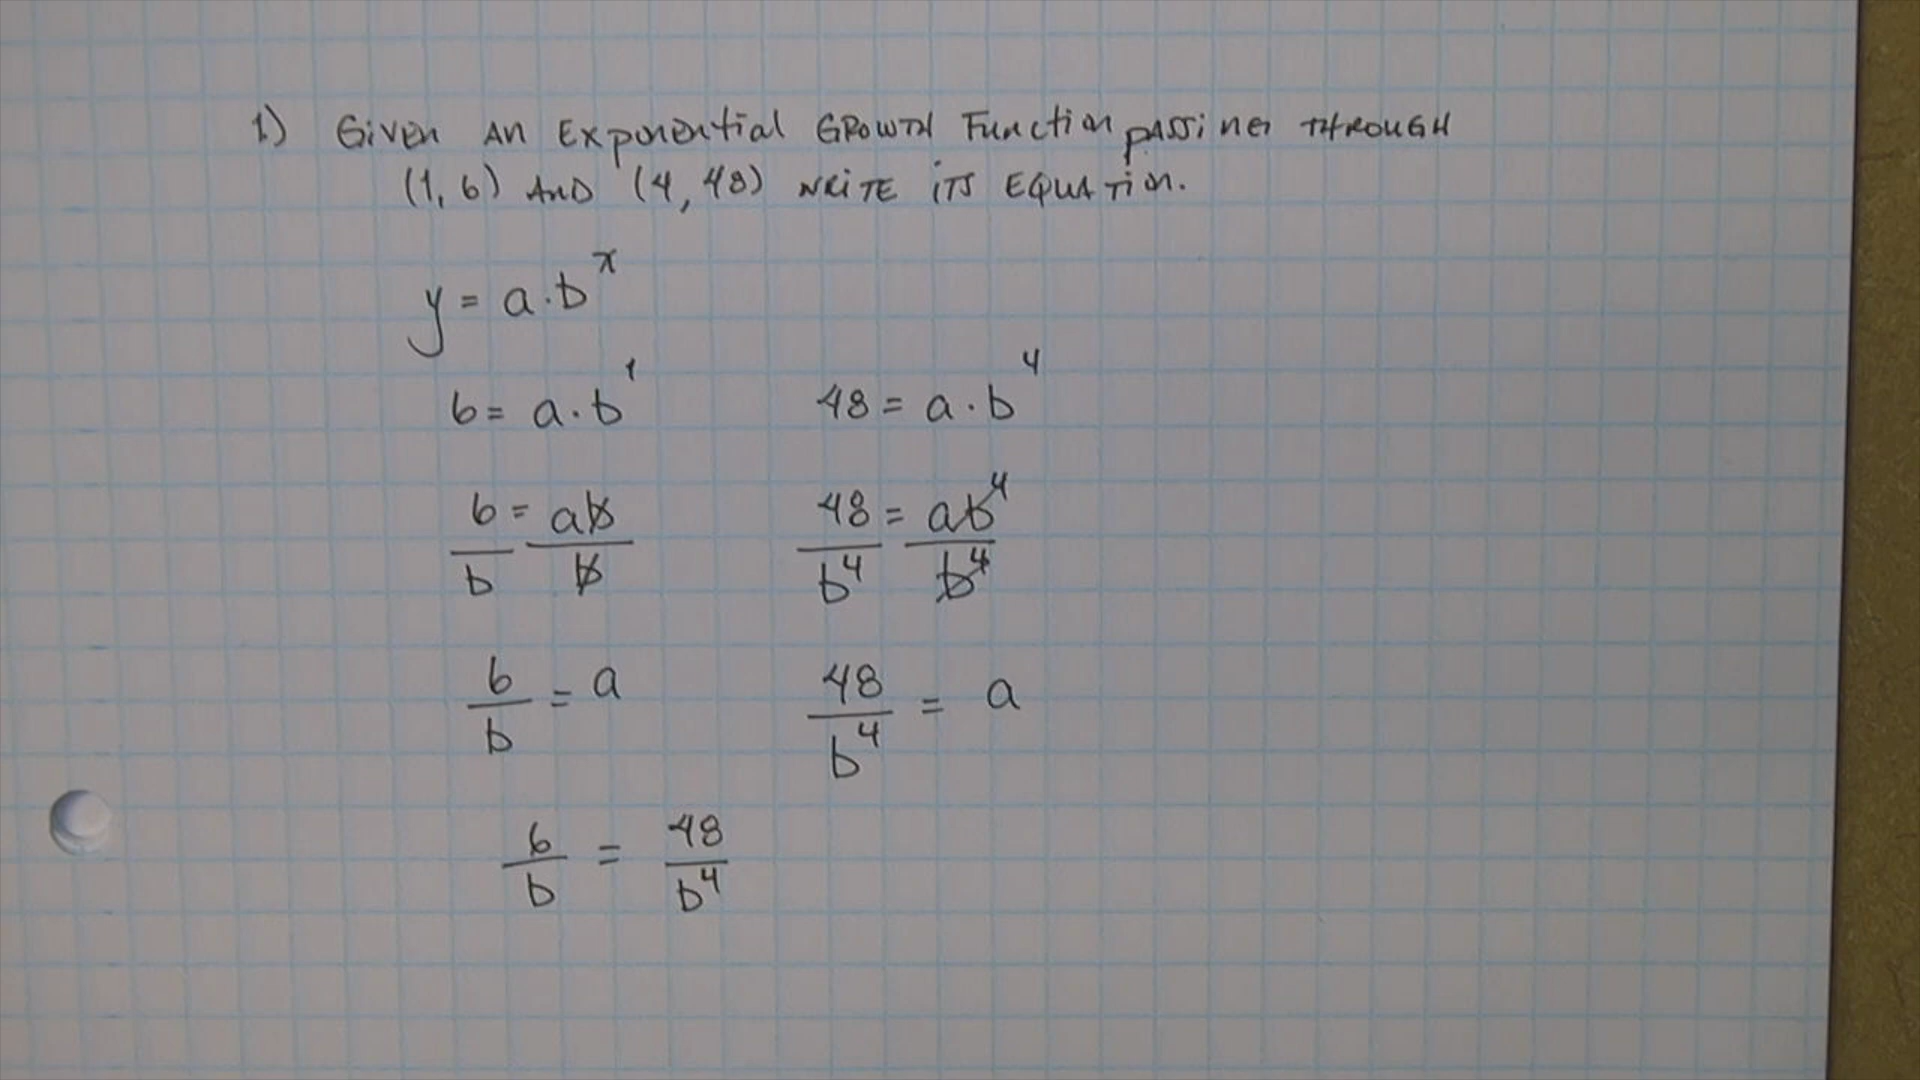 1) Given AN Exponential GROWTH Function PASSING THROUGH
(1, 6) AND (4, 48) WRITE ITS EQUATION.
y = a·b^x
6 = a·b^1 48 = a·b^4
6/b = ab/b 48/b^4 = ab^4/b^4
6/b = a 48/b^4 = a
6/b = 48/b^4